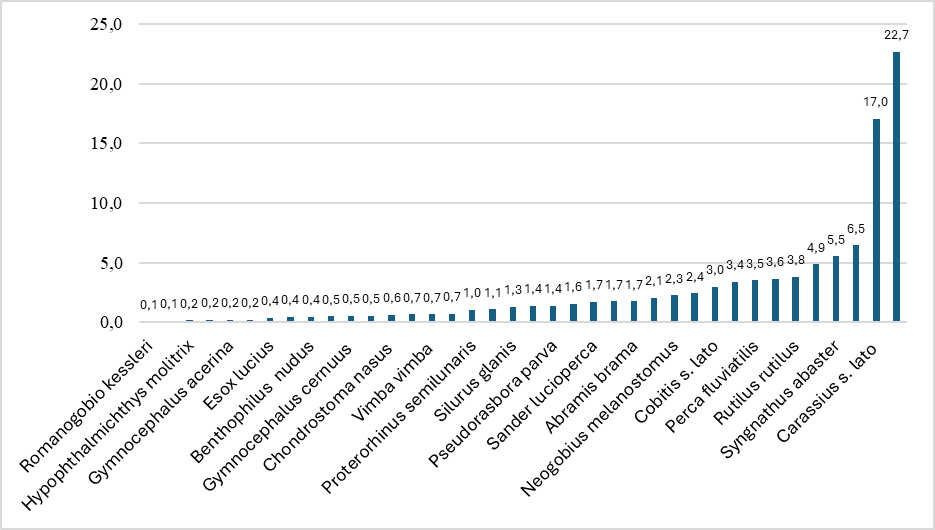 25,0
20,0
15,0
10,0
5,0
0,0
0,1 0,1 0,2 0,2 0,2 0,2 0,4 0,4 0,4 0,5 0,5 0,5 0,6 0,7 0,7 0,7 1,0 1,1 1,3 1,4 1,4 1,6 1,7 1,7 1,7 2,1 2,3 2,4 3,0 3,4 3,5 3,6 3,8 4,9 5,5 6,5 17,0 22,7
Romanogobio kessleri
Hypophthalmichthys molitrix
Gymnocephalus acerina
Esox lucius
Benthophilus nudus
Gymnocephalus cernuus
Chondrostoma nasus
Vimba vimba
Proterorhinus semilunaris
Silurus glanis
Pseudorasbora parva
Sander lucioperca
Abramis brama
Neogobius melanostomus
Cobitis s. lato
Perca fluviatilis
Rutilus rutilus
Syngnathus abaster
Carassius s. lato